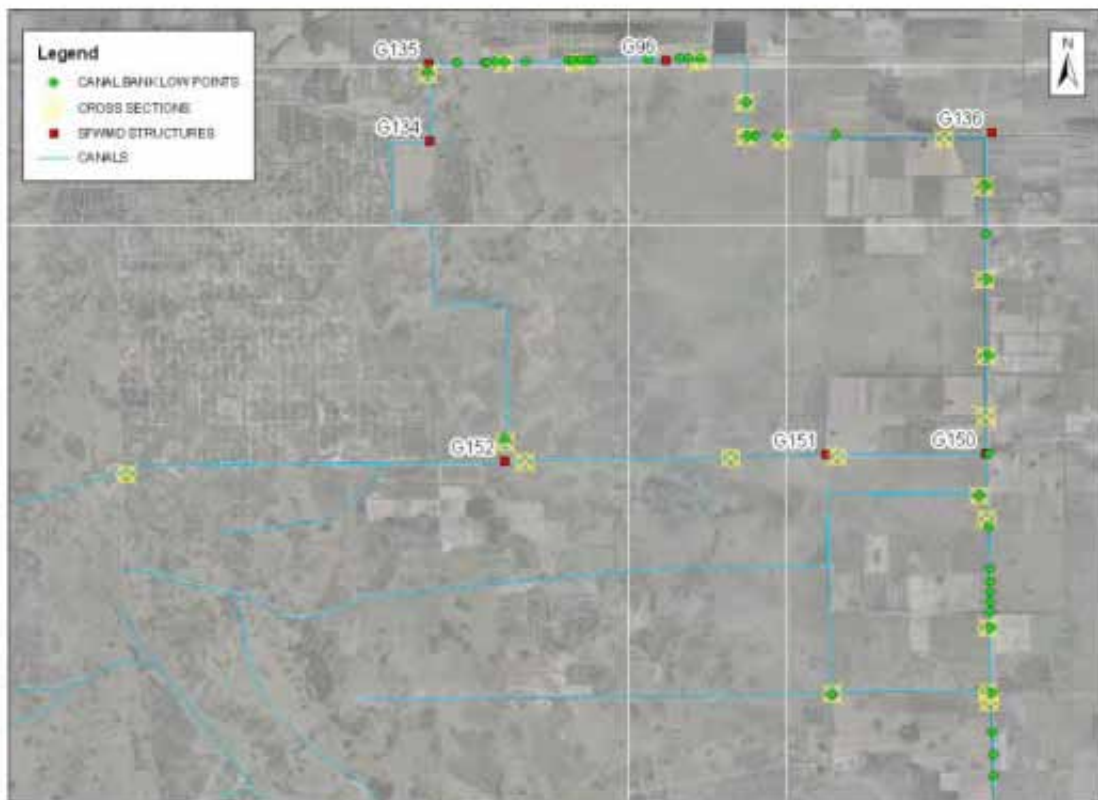 Legend
CANAL BANK LOW POINTS
CROSS SECTIONS
SFWMD STRUCTURES
CANALS
N
G135
G96
G134
G136
G152
G151
G150